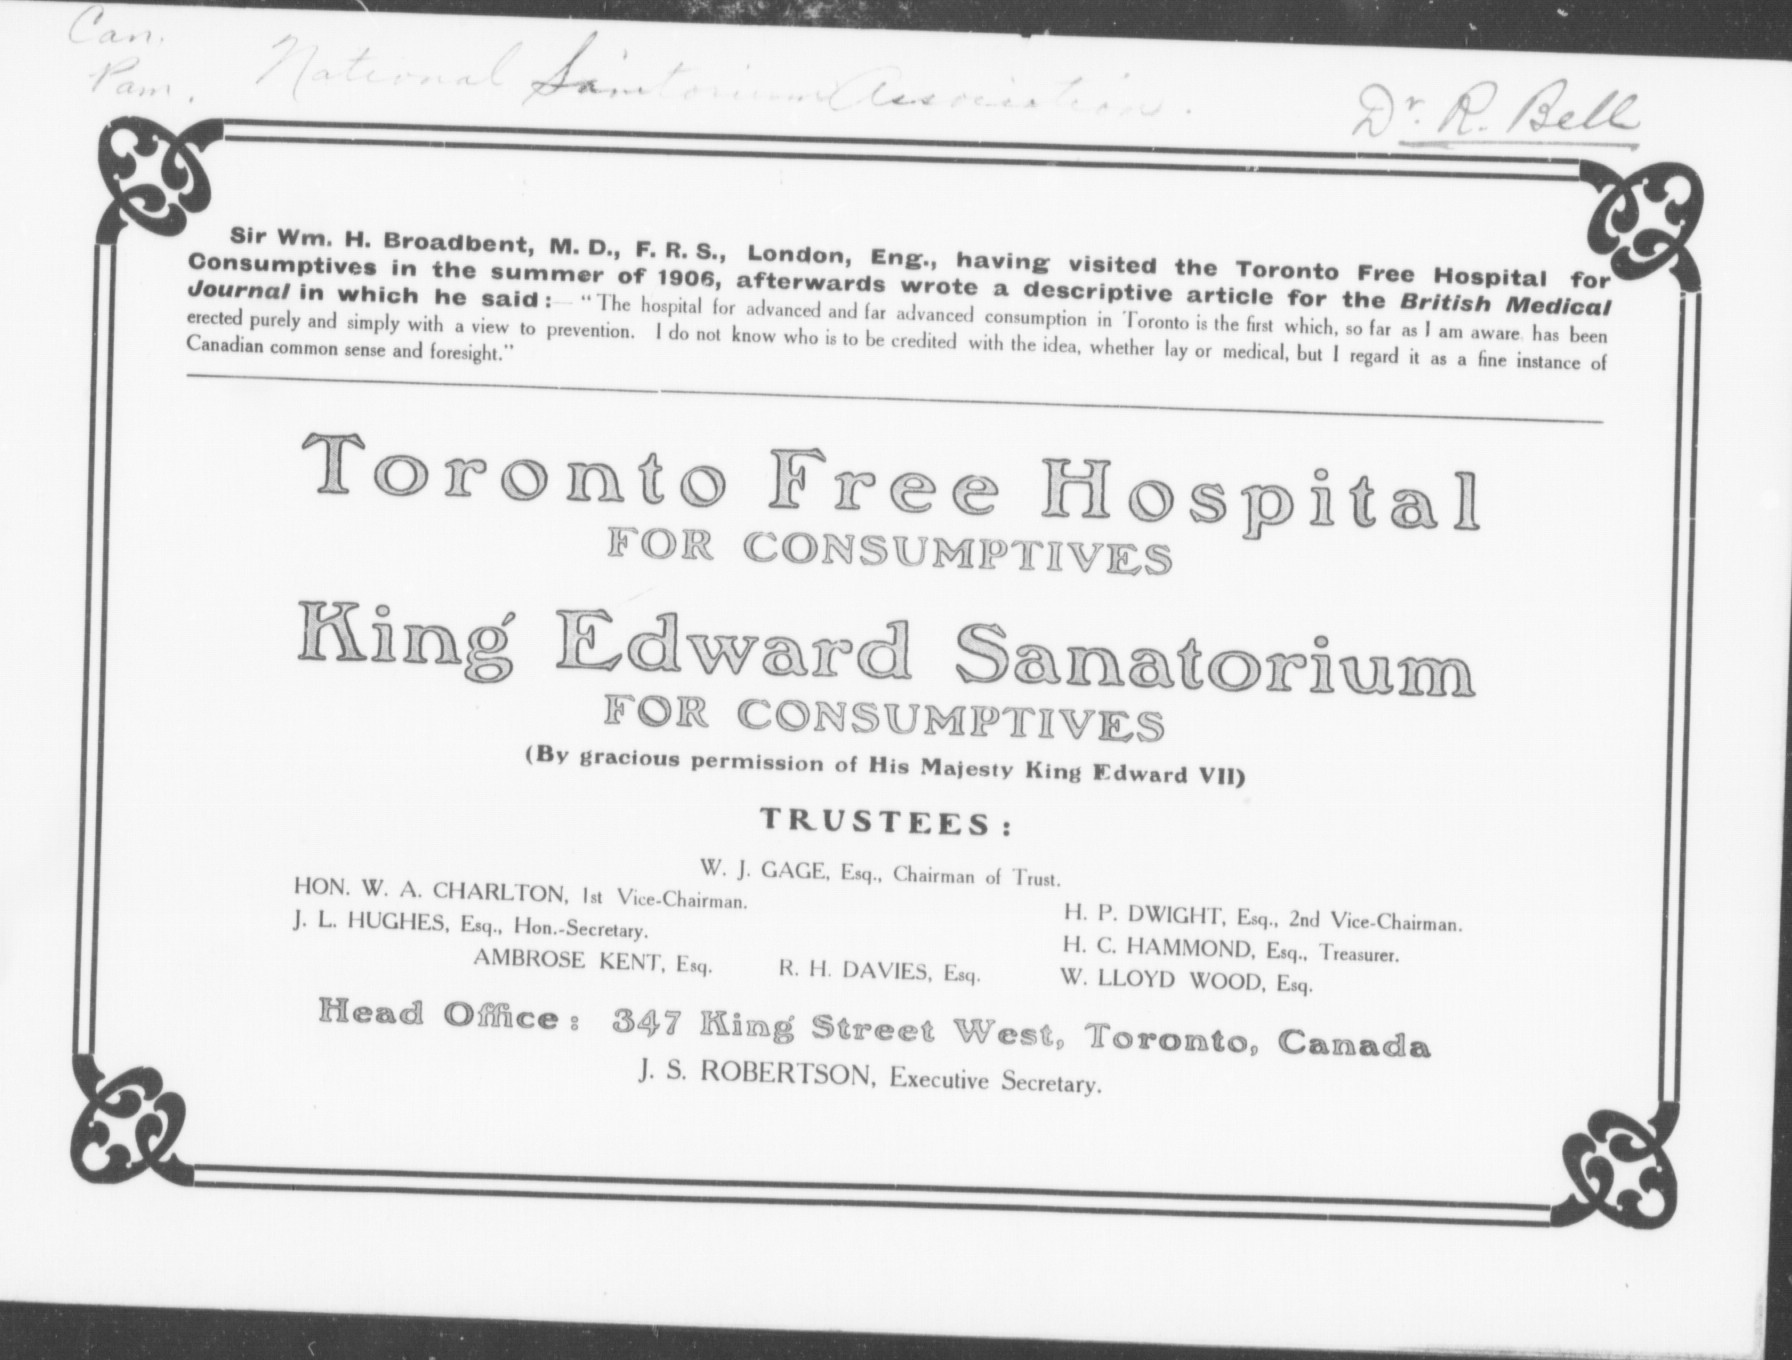 Can.
Pam.
National Sanitorium Association.
Dr. R. Bell
Sir Wm. H. Broadbent, M. D., F. R. S., London, Eng., having visited the Toronto Free Hospital for
Consumptives in the summer of 1906, afterwards wrote a descriptive article for the British Medical
Journal in which he said:— “The hospital for advanced and far advanced consumption in Toronto is the first which, so far as I am aware, has been
erected purely and simply with a view to prevention. I do not know who is to be credited with the idea, whether lay or medical, but I regard it as a fine instance of
Canadian common sense and foresight.”
Toronto Free Hospital
FOR CONSUMPTIVES
King Edward Sanatorium
FOR CONSUMPTIVES
(By gracious permission of His Majesty King Edward VII)
TRUSTEES:
W. J. GAGE, Esq., Chairman of Trust.
HON. W. A. CHARLTON, 1st Vice-Chairman.
H. P. DWIGHT, Esq., 2nd Vice-Chairman.
J. L. HUGHES, Esq., Hon.-Secretary.
H. C. HAMMOND, Esq., Treasurer.
AMBROSE KENT, Esq.
R. H. DAVIES, Esq.
W. LLOYD WOOD, Esq.
Head Office: 347 King Street West, Toronto, Canada
J. S. ROBERTSON, Executive Secretary.